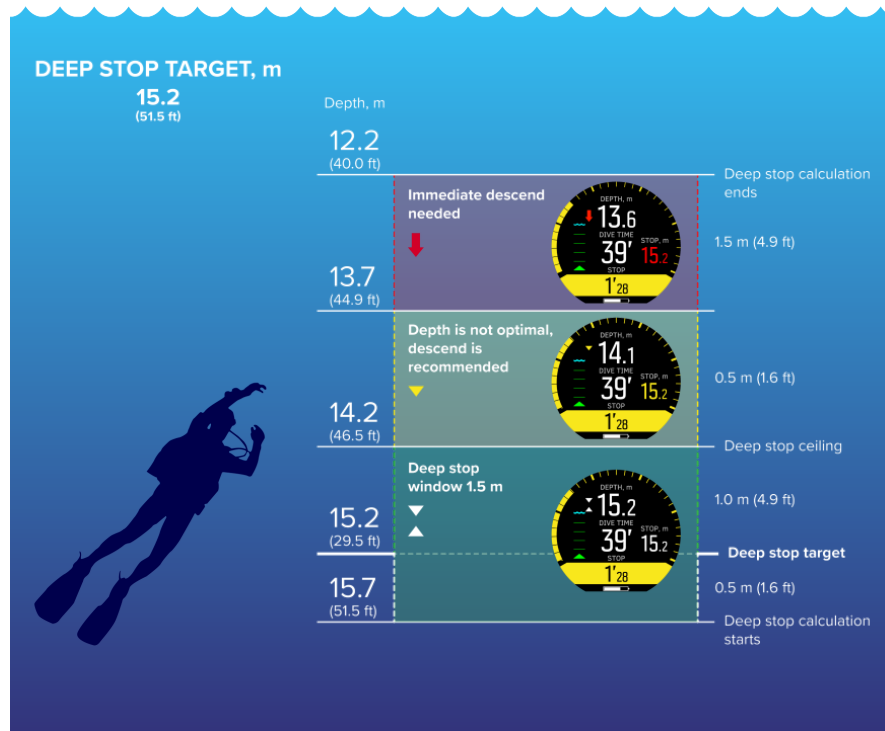 DEEP STOP TARGET, m
15.2
(51.5 ft)
Depth, m
12.2
(40.0 ft)
Deep stop calculation
ends
Immediate descend
needed
DEPTH, m
13.6
DIVE TIME
39'
STOP, m
15.2
STOP
1'28
1.5 m (4.9 ft)
13.7
(44.9 ft)
Depth is not optimal,
descend is
recommended
DEPTH, m
14.1
DIVE TIME
39'
STOP, m
15.2
STOP
1'28
0.5 m (1.6 ft)
14.2
(46.5 ft)
Deep stop ceiling
Deep stop
window 1.5 m
DEPTH, m
15.2
DIVE TIME
39'
STOP, m
15.2
STOP
1'28
1.0 m (4.9 ft)
15.2
(29.5 ft)
Deep stop target
15.7
(51.5 ft)
0.5 m (1.6 ft)
Deep stop calculation
starts